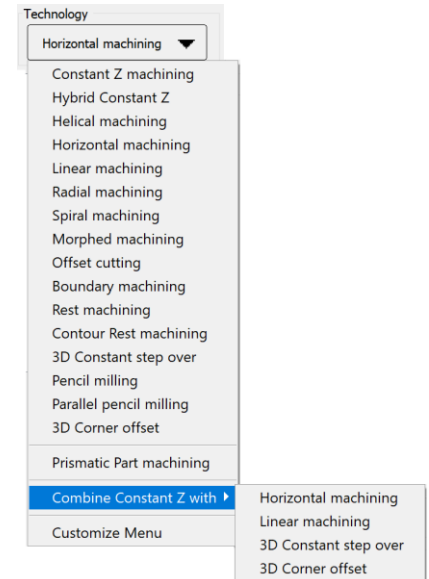 Technology
Horizontal machining
Constant Z machining
Hybrid Constant Z
Helical machining
Horizontal machining
Linear machining
Radial machining
Spiral machining
Morphed machining
Offset cutting
Boundary machining
Rest machining
Contour Rest machining
3D Constant step over
Pencil milling
Parallel pencil milling
3D Corner offset
Prismatic Part machining
Combine Constant Z with
Customize Menu
Horizontal machining
Linear machining
3D Constant step over
3D Corner offset